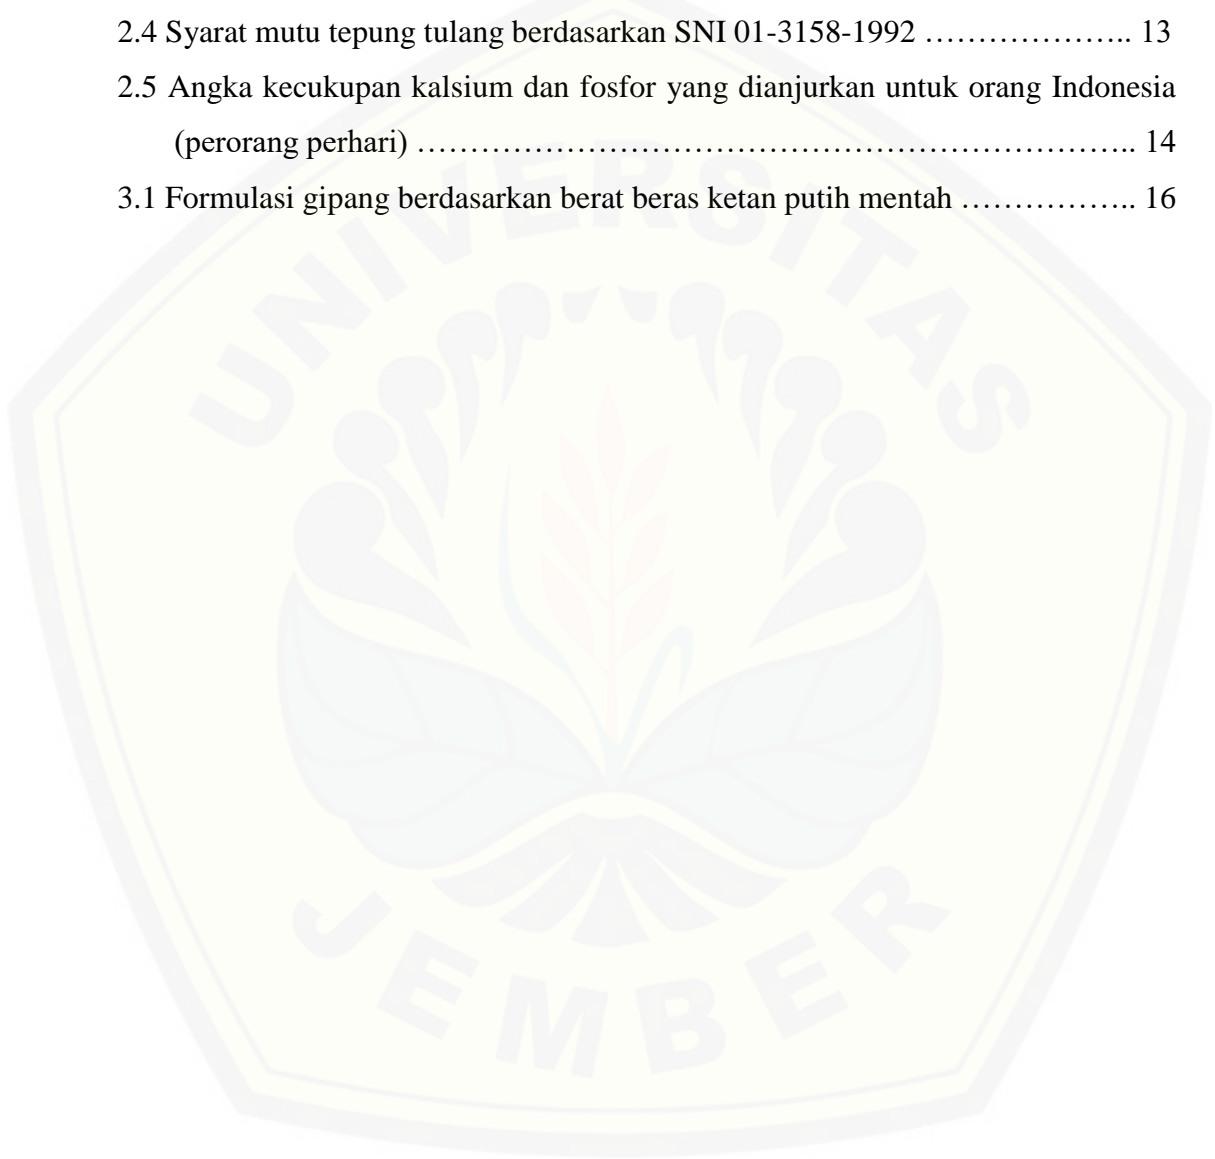 2.4 Syarat mutu tepung tulang berdasarkan SNI 01-3158-1992 ……………….. 13
2.5 Angka kecukupan kalsium dan fosfor yang dianjurkan untuk orang Indonesia
(perorang perhari) ………………………………………………………….. 14
3.1 Formulasi gipang berdasarkan berat beras ketan putih mentah …………….. 16
UNIVERSITAS
JEMBER